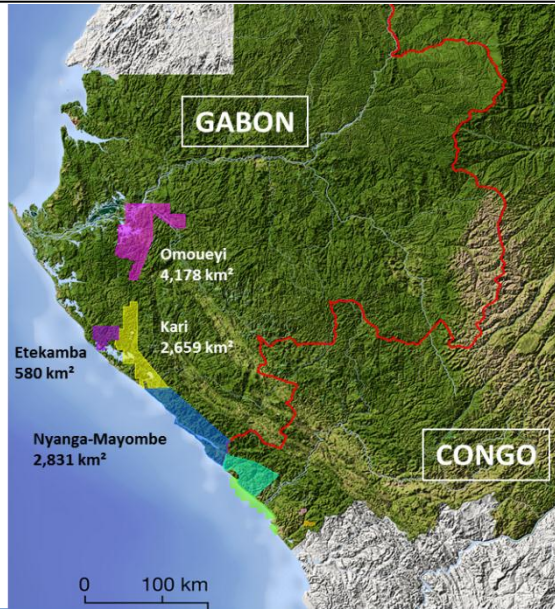 GABON
Omoueyi
4,178 km²
Kari
2,659 km²
Etekamba
580 km²
Nyanga-Mayombe
2,831 km²
CONGO
0 100 km